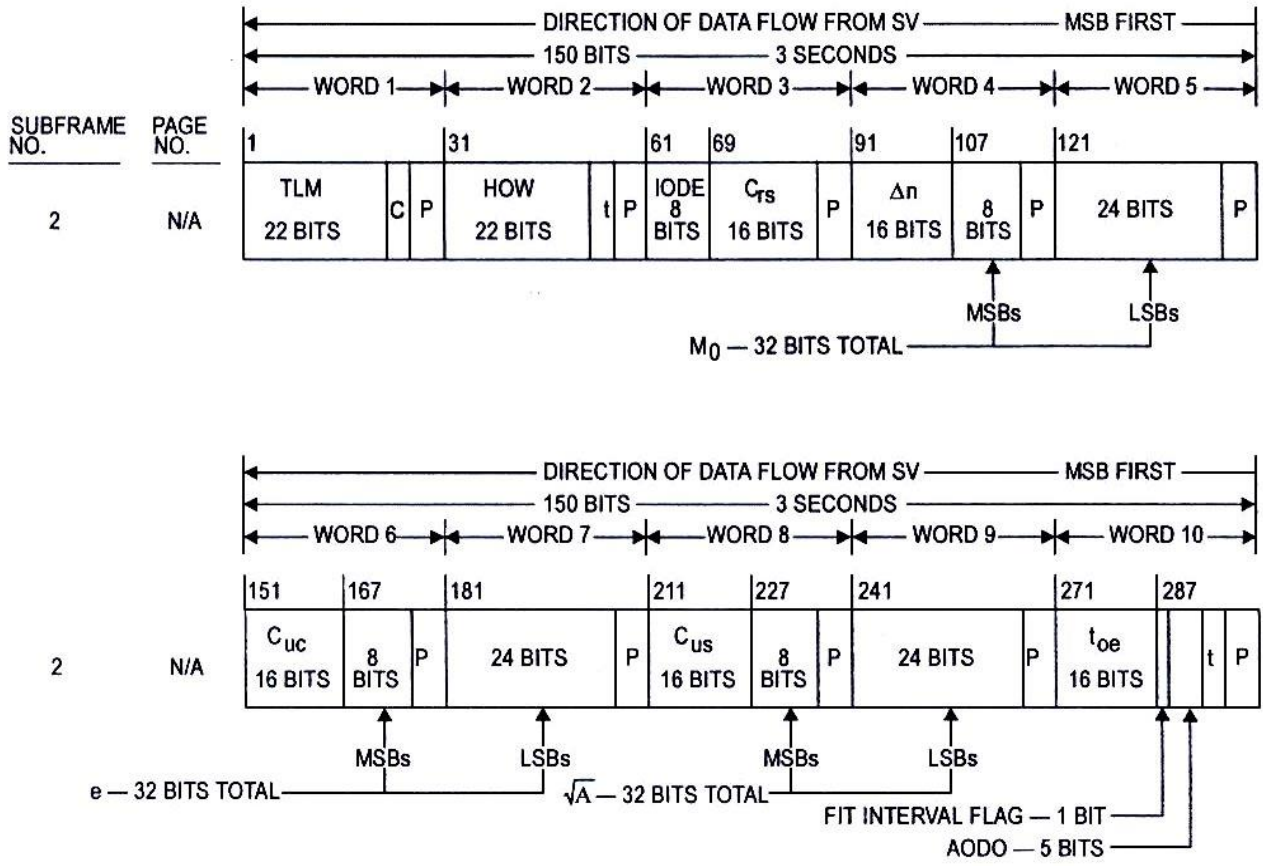 DIRECTION OF DATA FLOW FROM SV MSB FIRST
150 BITS 3 SECONDS
WORD 1 WORD 2 WORD 3 WORD 4 WORD 5
SUBFRAME NO. PAGE NO.
1 31 61 69 91 107 121
2 N/A
TLM 22 BITS C P HOW 22 BITS t P IODE 8 BITS Crs 16 BITS P Δn 16 BITS 8 BITS P 24 BITS P
MSBs LSBs
M0 — 32 BITS TOTAL
DIRECTION OF DATA FLOW FROM SV MSB FIRST
150 BITS 3 SECONDS
WORD 6 WORD 7 WORD 8 WORD 9 WORD 10
151 167 181 211 227 241 271 287
2 N/A
Cuc 16 BITS 8 BITS P 24 BITS P Cus 16 BITS 8 BITS P 24 BITS P toe 16 BITS t P
MSBs LSBs MSBs LSBs
e — 32 BITS TOTAL √A — 32 BITS TOTAL
FIT INTERVAL FLAG — 1 BIT
AODO — 5 BITS